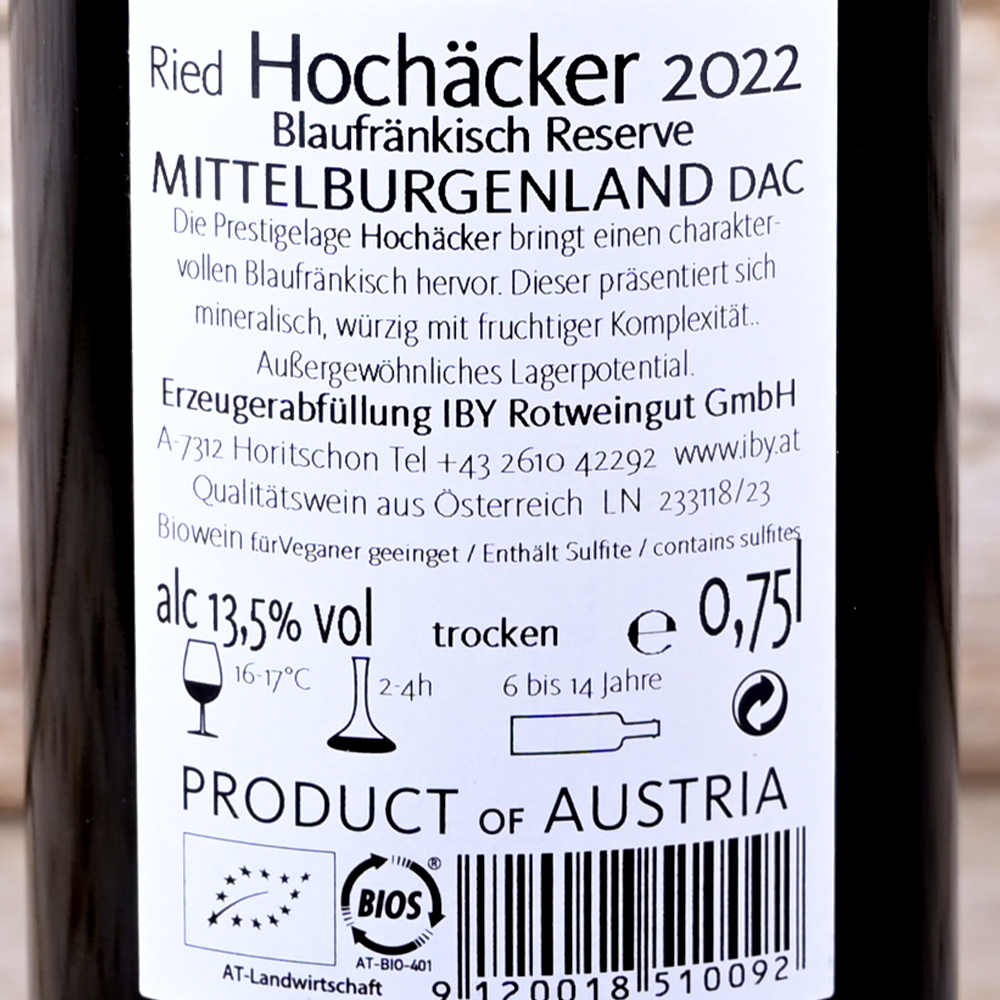 Ried Hochäcker 2022
Blaufränkisch Reserve
MITTELBURGENLAND DAC
Die Prestigelage Hochäcker bringt einen charakter-
vollen Blaufränkisch hervor. Dieser präsentiert sich
mineralisch, würzig mit fruchtiger Komplexität..
Außergewöhnliches Lagerpotential.
Erzeugerabfüllung IBY Rotweingut GmbH
A-7312 Horitschon Tel +43 2610 42292 www.iby.at
Qualitätswein aus Österreich LN 233118/23
Biowein für Veganer geeinget / Enthält Sulfite / contains sulfites
alc 13,5% vol trocken e 0,75l
16-17°C 2-4h 6 bis 14 Jahre
PRODUCT OF AUSTRIA
BIOS ®
AT-BIO-401
AT-Landwirtschaft
9 120018 510092